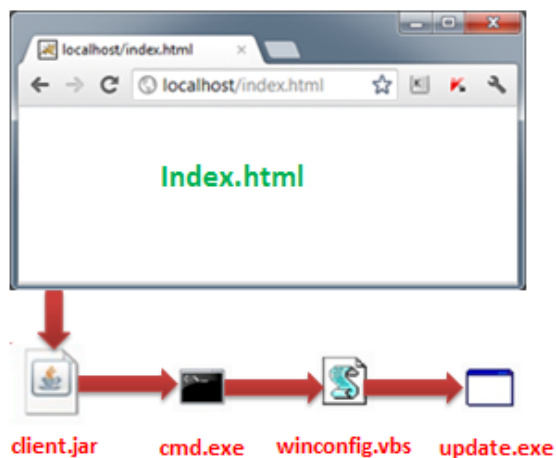 localhost/index.html
localhost/index.html
Index.html
client.jar
cmd.exe
winconfig.vbs
update.exe